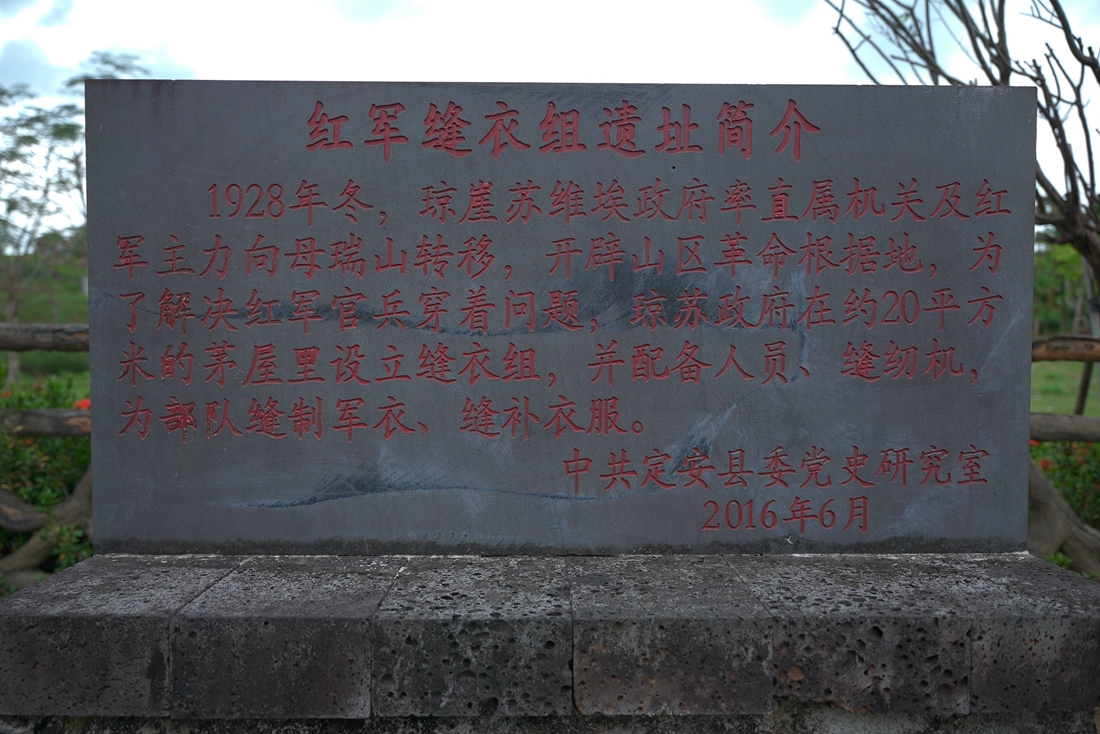 红军缝衣组遗址简介
1928年冬，琼崖苏维埃政府率直属机关及红
军主力向母瑞山转移，开辟山区革命根据地，为
了解决红军官兵穿着问题，琼苏政府在约20平方
米的茅屋里设立缝衣组，并配备人员、缝纫机，
为部队缝制军衣、缝补衣服。
中共定安县委党史研究室
2016年6月